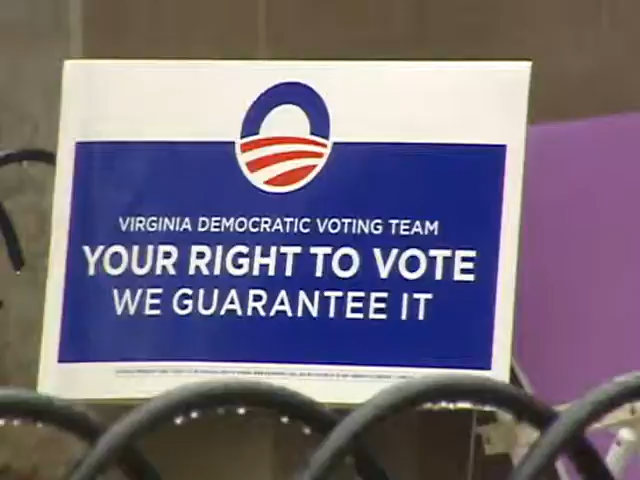 VIRGINIA DEMOCRATIC VOTING TEAM
YOUR RIGHT TO VOTE
WE GUARANTEE IT